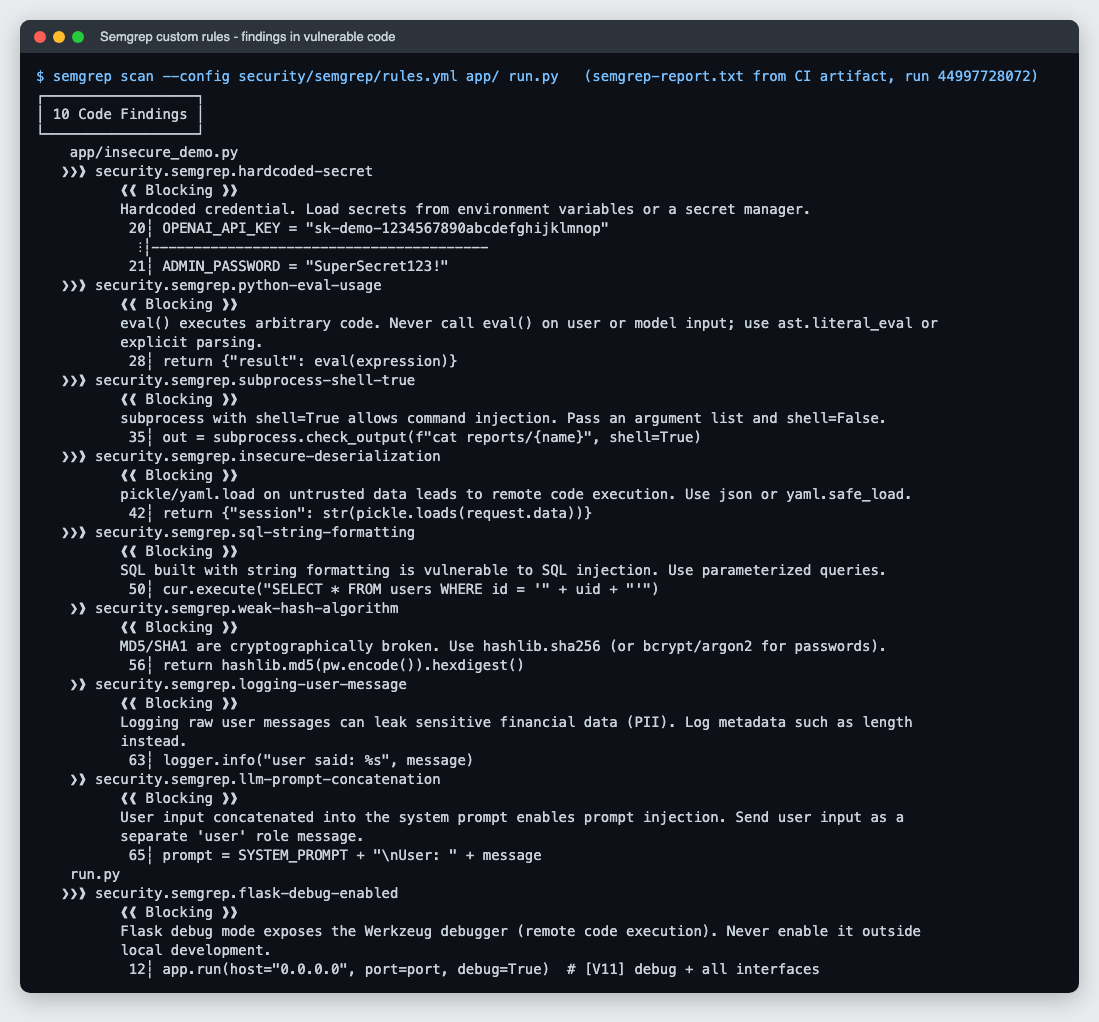 Semgrep custom rules - findings in vulnerable code
$ semgrep scan --config security/semgrep/rules.yml app/ run.py   (semgrep-report.txt from CI artifact, run 44997728072)
10 Code Findings
app/insecure_demo.py
❯❯❱ security.semgrep.hardcoded-secret
❰❰ Blocking ❱❱
Hardcoded credential. Load secrets from environment variables or a secret manager.
20┆ OPENAI_API_KEY = "sk-demo-1234567890abcdefghijklmnop"
⋮┆----------------------------------------
21┆ ADMIN_PASSWORD = "SuperSecret123!"
❯❯❱ security.semgrep.python-eval-usage
❰❰ Blocking ❱❱
eval() executes arbitrary code. Never call eval() on user or model input; use ast.literal_eval or
explicit parsing.
28┆ return {"result": eval(expression)}
❯❯❱ security.semgrep.subprocess-shell-true
❰❰ Blocking ❱❱
subprocess with shell=True allows command injection. Pass an argument list and shell=False.
35┆ out = subprocess.check_output(f"cat reports/{name}", shell=True)
❯❯❱ security.semgrep.insecure-deserialization
❰❰ Blocking ❱❱
pickle/yaml.load on untrusted data leads to remote code execution. Use json or yaml.safe_load.
42┆ return {"session": str(pickle.loads(request.data))}
❯❯❱ security.semgrep.sql-string-formatting
❰❰ Blocking ❱❱
SQL built with string formatting is vulnerable to SQL injection. Use parameterized queries.
50┆ cur.execute("SELECT * FROM users WHERE id = '" + uid + "'")
❯❱ security.semgrep.weak-hash-algorithm
❰❰ Blocking ❱❱
MD5/SHA1 are cryptographically broken. Use hashlib.sha256 (or bcrypt/argon2 for passwords).
56┆ return hashlib.md5(pw.encode()).hexdigest()
❯❱ security.semgrep.logging-user-message
❰❰ Blocking ❱❱
Logging raw user messages can leak sensitive financial data (PII). Log metadata such as length
instead.
63┆ logger.info("user said: %s", message)
❯❱ security.semgrep.llm-prompt-concatenation
❰❰ Blocking ❱❱
User input concatenated into the system prompt enables prompt injection. Send user input as a
separate 'user' role message.
65┆ prompt = SYSTEM_PROMPT + "\nUser: " + message
run.py
❯❯❱ security.semgrep.flask-debug-enabled
❰❰ Blocking ❱❱
Flask debug mode exposes the Werkzeug debugger (remote code execution). Never enable it outside
local development.
12┆ app.run(host="0.0.0.0", port=port, debug=True)  # [V11] debug + all interfaces